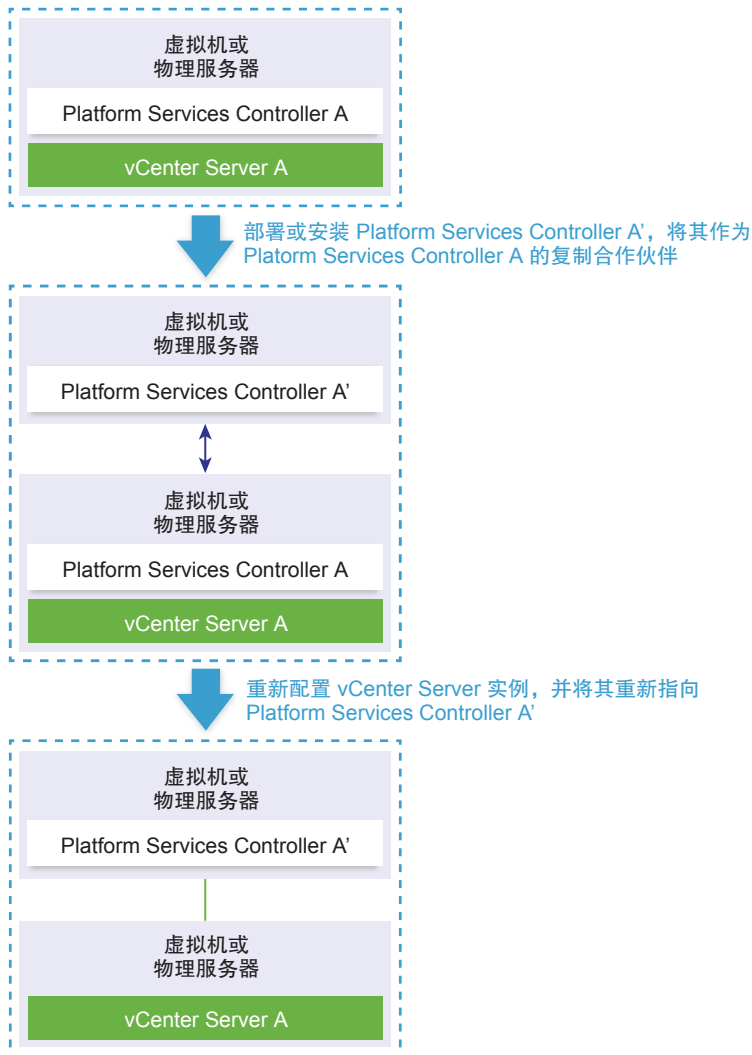 虚拟机或
物理服务器
Platform Services Controller A
vCenter Server A
部署或安装 Platform Services Controller A’，将其作为
Platorm Services Controller A 的复制合作伙伴
虚拟机或
物理服务器
Platform Services Controller A’
虚拟机或
物理服务器
Platform Services Controller A
vCenter Server A
重新配置 vCenter Server 实例，并将其重新指向
Platform Services Controller A’
虚拟机或
物理服务器
Platform Services Controller A’
虚拟机或
物理服务器
vCenter Server A